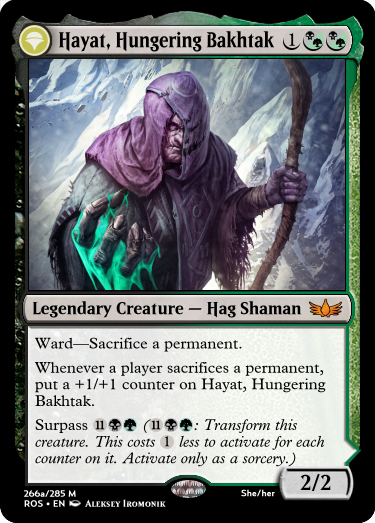 Hayat, Hungering Bakhtak 1
Legendary Creature — Hag Shaman
Ward—Sacrifice a permanent.
Whenever a player sacrifices a permanent,
put a +1/+1 counter on Hayat, Hungering
Bakhtak.
Surpass 11 (11: Transform this
creature. This costs 1 less to activate for each
counter on it. Activate only as a sorcery.)
2/2
266a/285 M
ROS • EN Aleksey Iromonik
She/her